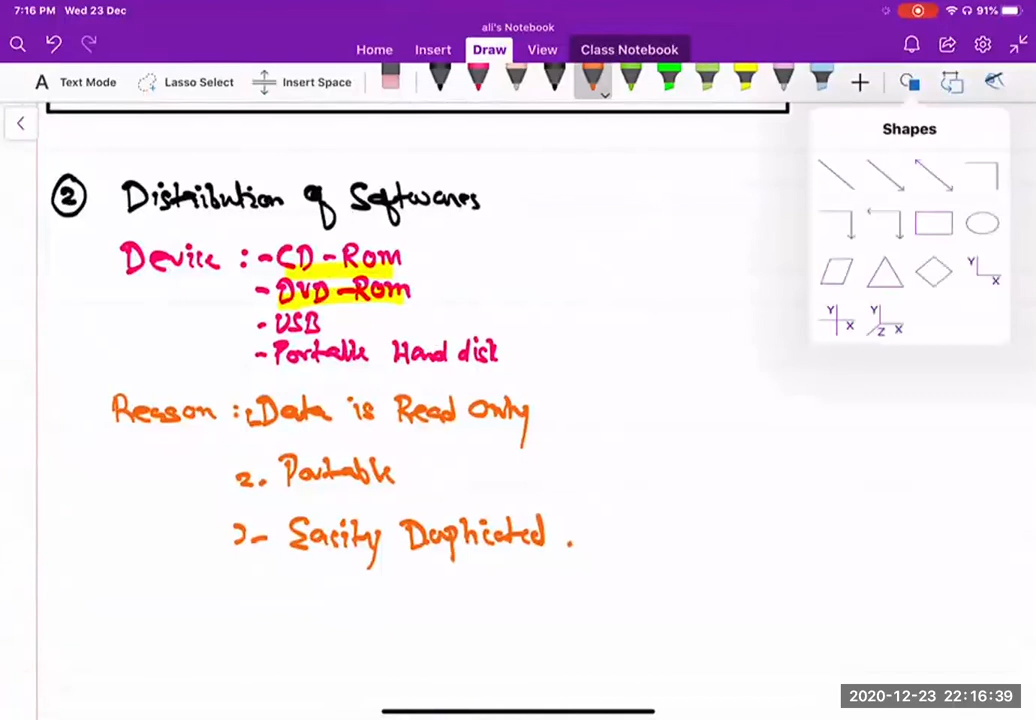 7:16 PM Wed 23 Dec 91%
ali's Notebook
Home Insert Draw View Class Notebook
A Text Mode Lasso Select Insert Space
Shapes
Y X
Y X
Y Z X
2 Distribution of Softwares
Device : - CD - Rom
- DVD - Rom
- USB
- Portable Hard disk
Reason : 1. Data is Read Only
2. Portable
3 - Easity Duplicated .
2020-12-23 22:16:39